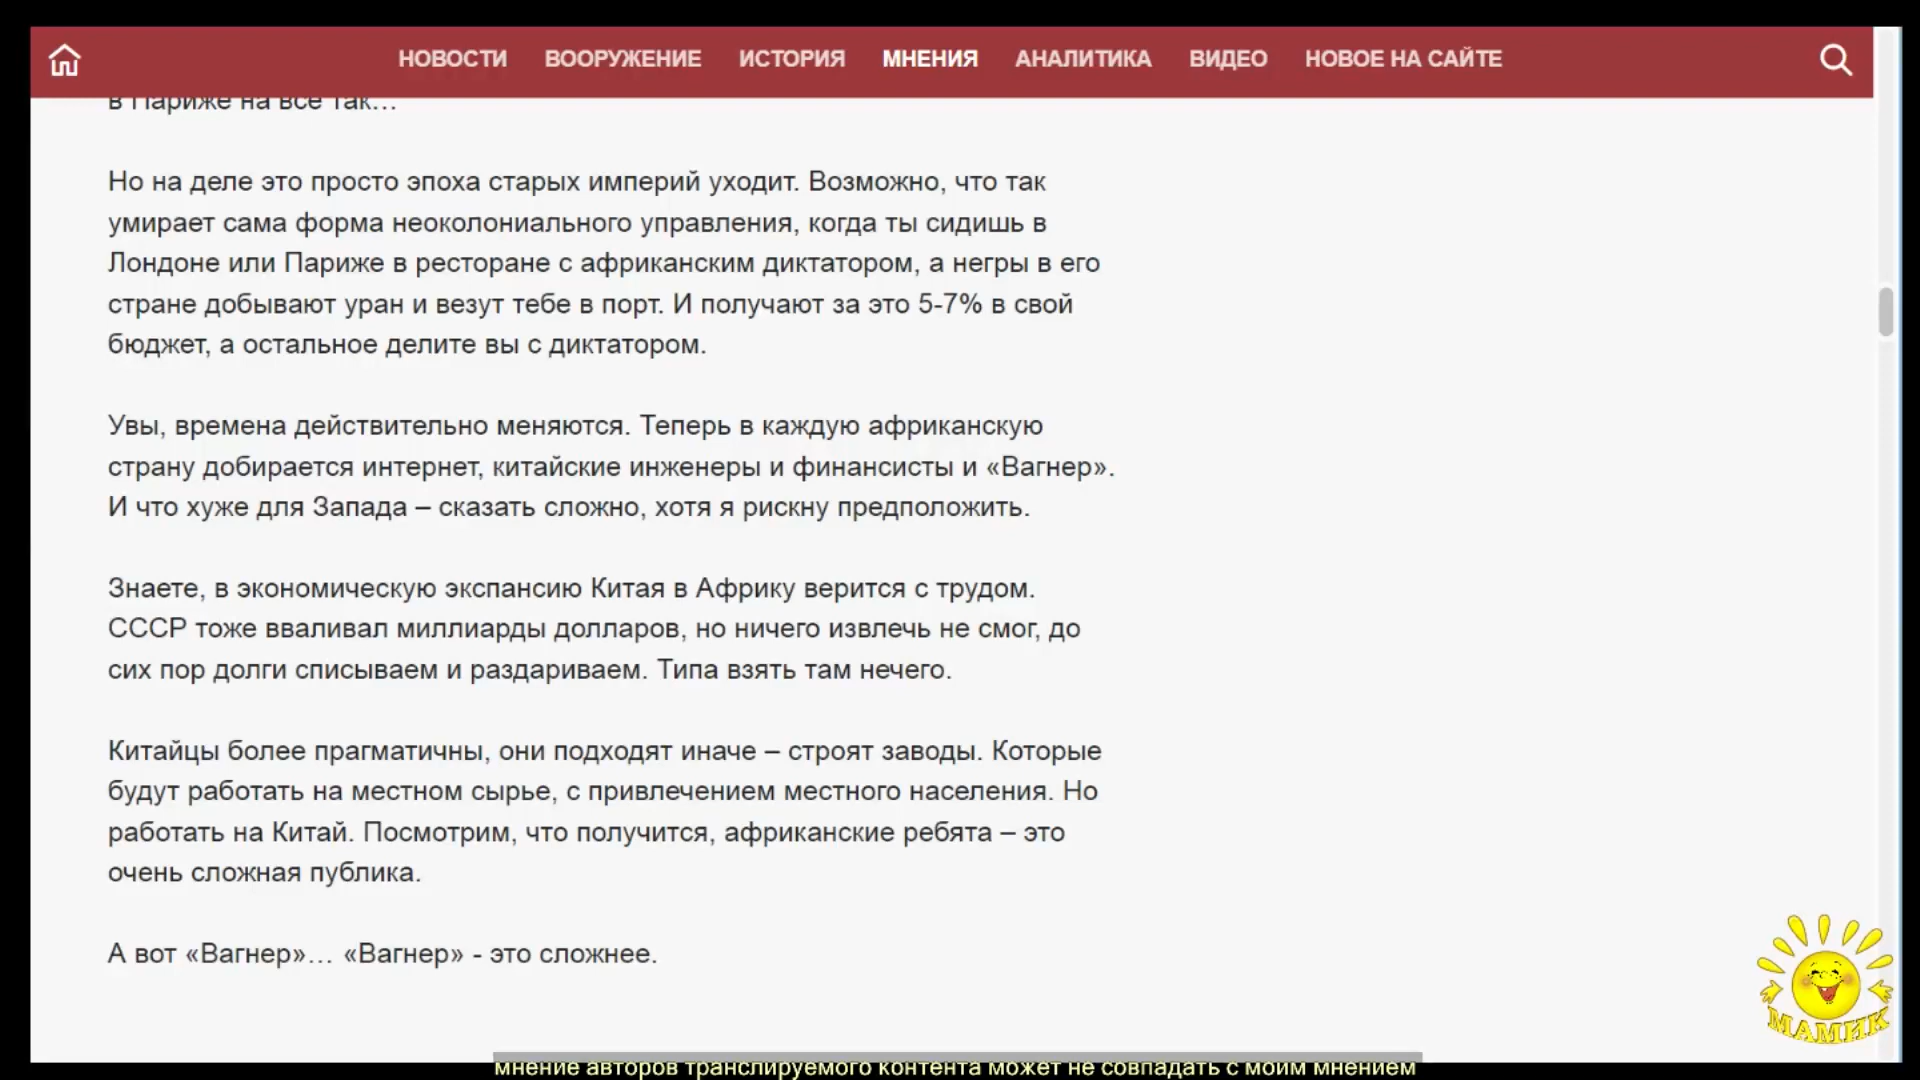 НОВОСТИ ВООРУЖЕНИЕ ИСТОРИЯ МНЕНИЯ АНАЛИТИКА ВИДЕО НОВОЕ НА САЙТЕ
в Париже на все так…
Но на деле это просто эпоха старых империй уходит. Возможно, что так
умирает сама форма неоколониального управления, когда ты сидишь в
Лондоне или Париже в ресторане с африканским диктатором, а негры в его
стране добывают уран и везут тебе в порт. И получают за это 5-7% в свой
бюджет, а остальное делите вы с диктатором.
Увы, времена действительно меняются. Теперь в каждую африканскую
страну добирается интернет, китайские инженеры и финансисты и «Вагнер».
И что хуже для Запада – сказать сложно, хотя я рискну предположить.
Знаете, в экономическую экспансию Китая в Африку верится с трудом.
СССР тоже вваливал миллиарды долларов, но ничего извлечь не смог, до
сих пор долги списываем и раздариваем. Типа взять там нечего.
Китайцы более прагматичны, они подходят иначе – строят заводы. Которые
будут работать на местном сырье, с привлечением местного населения. Но
работать на Китай. Посмотрим, что получится, африканские ребята – это
очень сложная публика.
А вот «Вагнер»… «Вагнер» - это сложнее.
МАМИК
мнение авторов транслируемого контента может не совпадать с моим мнением